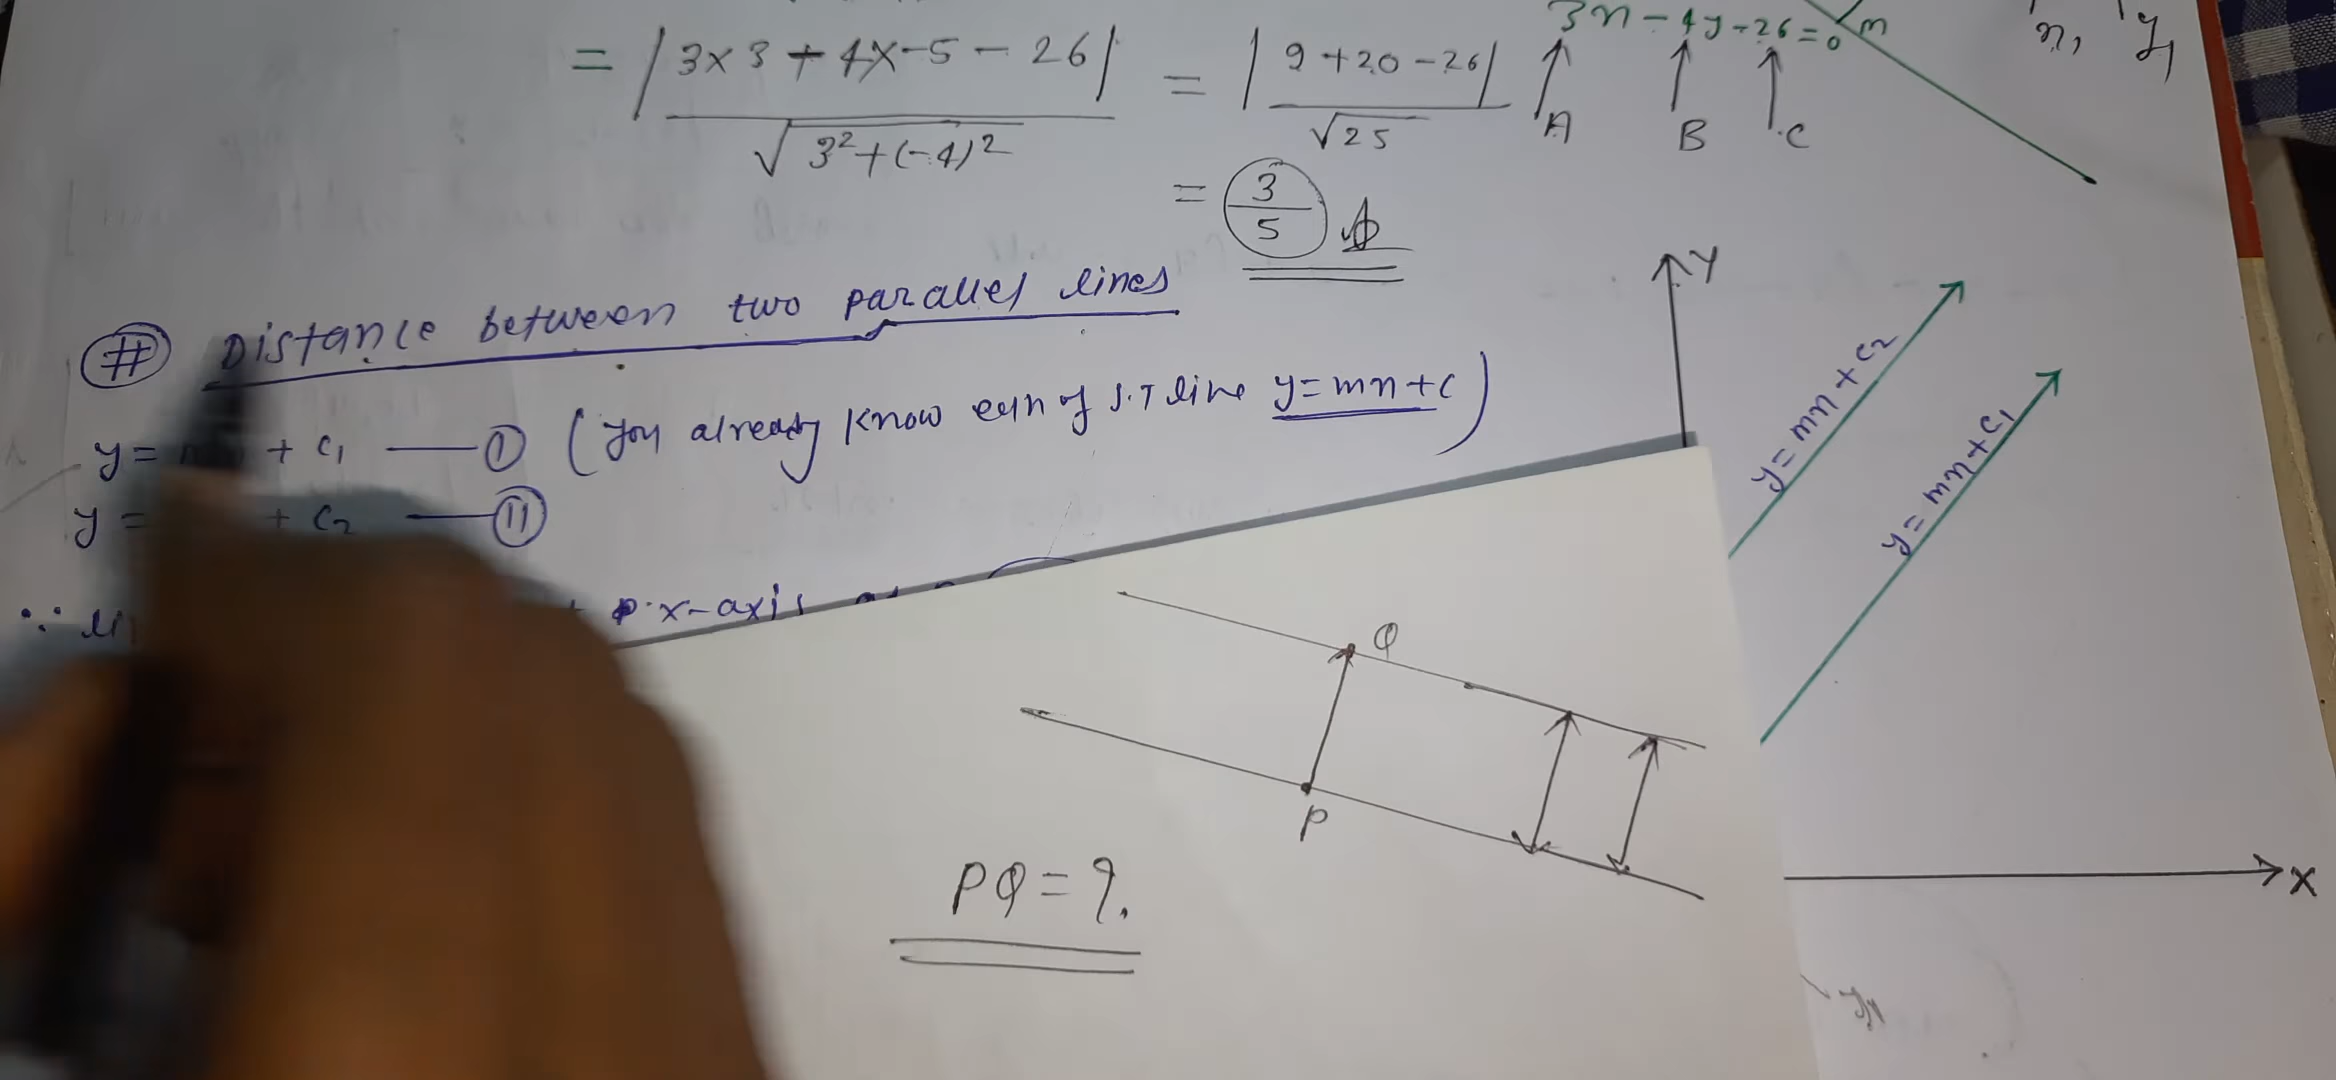 3x - 4y - 26 = 0 m
= |3×3 + 4×-5 - 26| / √3²+(-4)² = |9+20-26| / √25
A B C
= 3/5
# Distance between two parallel lines
y = + c₁ —— I (You already know eqn of S.T line y = mx + c)
y = + c₂ —— II
∵ li x-axis
Y
y = mx + c₂
y = mx + c₁
X
Q
P
PQ = ?.